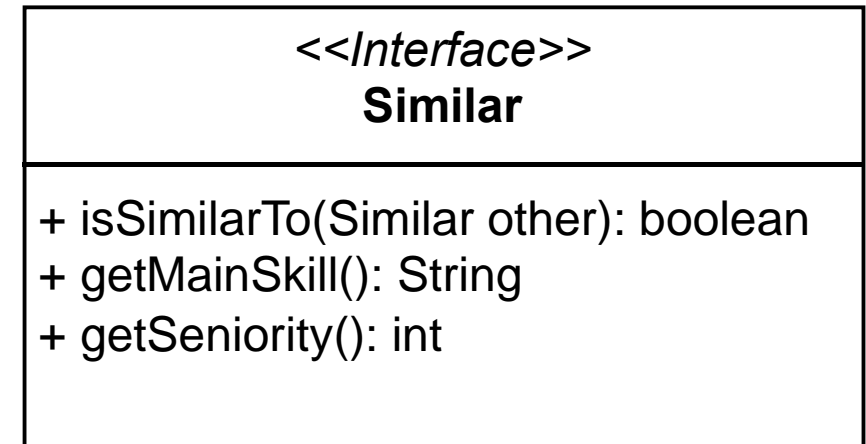 <<Interface>>
Similar
+ isSimilarTo(Similar other): boolean
+ getMainSkill(): String
+ getSeniority(): int